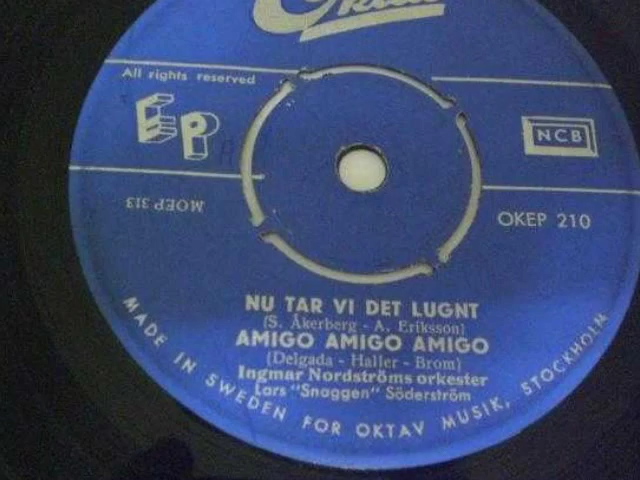 All rights reserved
EP
NCB
MOEP 313
OKEP 210
NU TAR VI DET LUGNT
(S. Åkerberg - A. Eriksson)
AMIGO AMIGO AMIGO
(Delgada - Haller - Brom)
Ingmar Nordströms orkester
Lars "Snaggen" Söderström
MADE IN SWEDEN FOR OKTAV MUSIK, STOCKHOLM